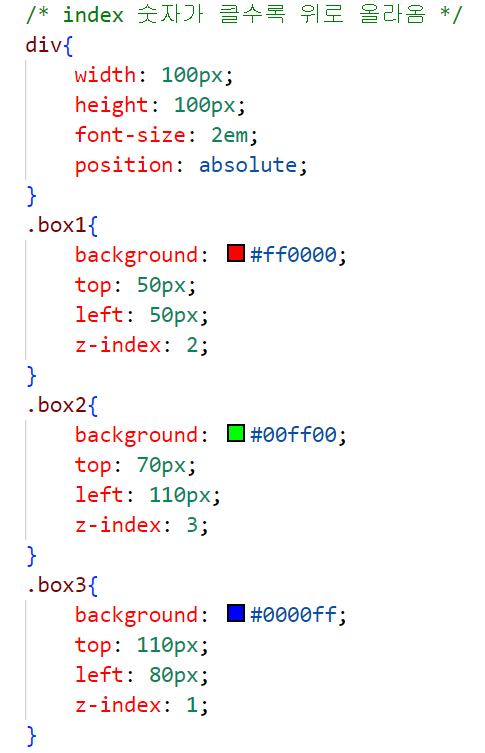 /* index 숫자가 클수록 위로 올라옴 */
div{
    width: 100px;
    height: 100px;
    font-size: 2em;
    position: absolute;
}
.box1{
    background: #ff0000;
    top: 50px;
    left: 50px;
    z-index: 2;
}
.box2{
    background: #00ff00;
    top: 70px;
    left: 110px;
    z-index: 3;
}
.box3{
    background: #0000ff;
    top: 110px;
    left: 80px;
    z-index: 1;
}